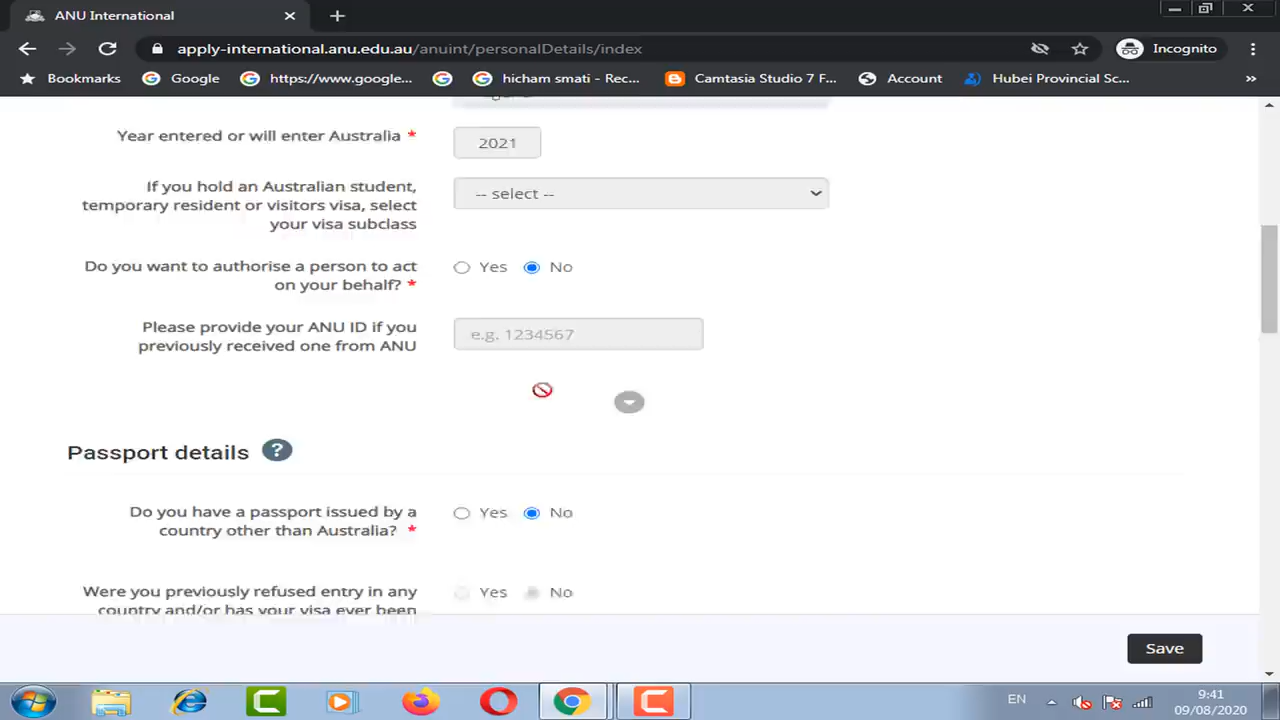 ANU International
apply-international.anu.edu.au/anuint/personalDetails/index
Incognito
Bookmarks
Google
https://www.google...
hicham smati - Rec...
Camtasia Studio 7 F...
Account
Hubei Provincial Sc...
»
Year entered or will enter Australia *
2021
If you hold an Australian student,
temporary resident or visitors visa, select
your visa subclass
-- select --
Do you want to authorise a person to act
on your behalf? *
Yes
No
Please provide your ANU ID if you
previously received one from ANU
e.g. 1234567
Passport details ?
Do you have a passport issued by a
country other than Australia? *
Yes
No
Were you previously refused entry in any
country and/or has your visa ever been
Yes
No
Save
EN
9:41
09/08/2020